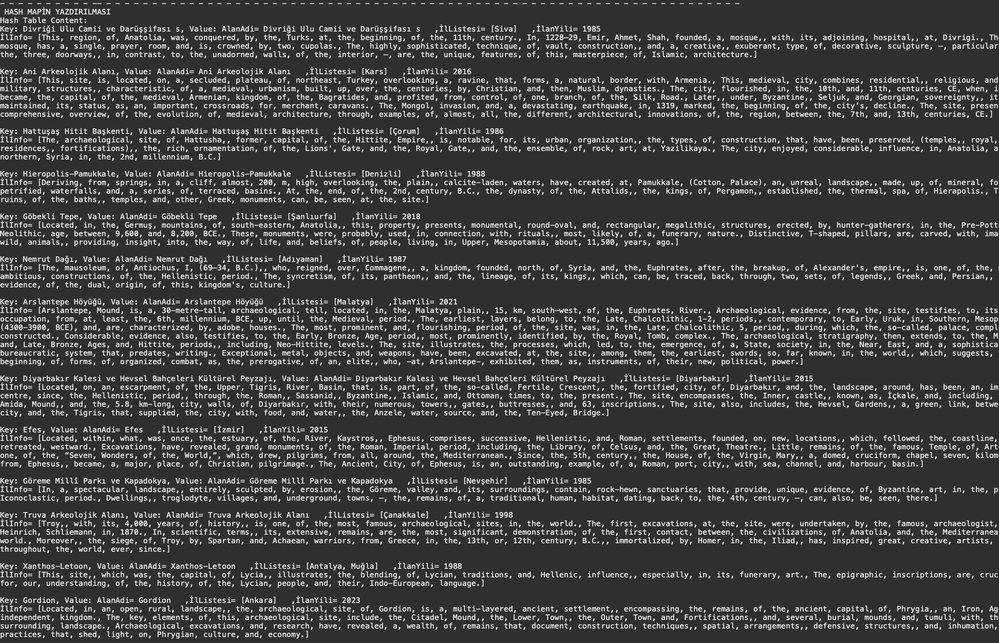 — — — — — — — — — — — — — — — — — — — — — — — — — — — — — — — — — — — — — — — — — — — — — — — — — — — — — — — — — — — — — — — — — — — — — — — — — — — — — — — —
HASH MAPİN YAZDIRILMASI
Hash Table Content:
Key: Divriği Ulu Camii ve Darüşşifası s, Value: AlanAdi= Divriği Ulu Camii ve Darüşşifası s   ,İlListesi= [Siva]   ,İlanYili= 1985
İlInfo= [This, region, of, Anatolia, was, conquered, by, the, Turks, at, the, beginning, of, the, 11th, century., In, 1228–29, Emir, Ahmet, Shah, founded, a, mosque,, with, its, adjoining, hospital,, at, Divrigi.,
mosque, has, a, single, prayer, room, and, is, crowned, by, two, cupolas., The, highly, sophisticated, technique, of, vault, construction,, and, a, creative,, exuberant, type, of, decorative, sculpture, –, particular
the, three, doorways,, in, contrast, to, the, unadorned, walls, of, the, interior, –, are, the, unique, features, of, this, masterpiece, of, Islamic, architecture.]
Key: Ani Arkeolojik Alanı, Value: AlanAdi= Ani Arkeolojik Alanı   ,İlListesi= [Kars]   ,İlanYili= 2016
İlInfo= [This, site, is, located, on, a, secluded, plateau, of, northeast, Turkey, overlooking, a, ravine, that, forms, a, natural, border, with, Armenia., This, medieval, city, combines, residential,, religious, and
military, structures,, characteristic, of, a, medieval, urbanism, built, up, over, the, centuries, by, Christian, and, then, Muslim, dynasties., The, city, flourished, in, the, 10th, and, 11th, centuries, CE, when,
became, the, capital, of, the, medieval, Armenian, kingdom, of, the, Bagratides, and, profited, from, control, of, one, branch, of, the, Silk, Road., Later,, under, Byzantine,, Seljuk, and, Georgian, sovereignty,, it
maintained, its, status, as, an, important, crossroads, for, merchant, caravans., The, Mongol, invasion, and, a, devastating, earthquake, in, 1319, marked, the, beginning, of, the, city’s, decline., The, site, presen
comprehensive, overview, of, the, evolution, of, medieval, architecture, through, examples, of, almost, all, the, different, architectural, innovations, of, the, region, between, the, 7th, and, 13th, centuries, CE.]
Key: Hattuşaş Hitit Başkenti, Value: AlanAdi= Hattuşaş Hitit Başkenti   ,İlListesi= [Çorum]   ,İlanYili= 1986
İlInfo= [The, archaeological, site, of, Hattusha,, former, capital, of, the, Hittite, Empire,, is, notable, for, its, urban, organization,, the, types, of, construction, that, have, been, preserved, (temples,, royal,
residences,, fortifications),, the, rich, ornamentation, of, the, Lions', Gate, and, the, Royal, Gate,, and, the, ensemble, of, rock, art, at, Yazilikaya., The, city, enjoyed, considerable, influence, in, Anatolia, a
northern, Syria, in, the, 2nd, millennium, B.C.]
Key: Hieropolis-Pamukkale, Value: AlanAdi= Hieropolis-Pamukkale   ,İlListesi= [Denizli]   ,İlanYili= 1988
İlInfo= [Deriving, from, springs, in, a, cliff, almost, 200, m, high, overlooking, the, plain,, calcite-laden, waters, have, created, at, Pamukkale, (Cotton, Palace), an, unreal, landscape,, made, up, of, mineral, fo
petrified, waterfalls, and, a, series, of, terraced, basins., At, the, end, of, the, 2nd, century, B.C., the, dynasty, of, the, Attalids,, the, kings, of, Pergamon,, established, the, thermal, spa, of, Hierapolis., T
ruins, of, the, baths,, temples, and, other, Greek, monuments, can, be, seen, at, the, site.]
Key: Göbekli Tepe, Value: AlanAdi= Göbekli Tepe   ,İlListesi= [Şanlıurfa]   ,İlanYili= 2018
İlInfo= [Located, in, the, Germuş, mountains, of, south-eastern, Anatolia,, this, property, presents, monumental, round-oval, and, rectangular, megalithic, structures, erected, by, hunter-gatherers, in, the, Pre-Pott
Neolithic, age, between, 9,600, and, 8,200, BCE., These, monuments, were, probably, used, in, connection, with, rituals,, most, likely, of, a, funerary, nature., Distinctive, T-shaped, pillars, are, carved, with, ima
wild, animals,, providing, insight, into, the, way, of, life, and, beliefs, of, people, living, in, Upper, Mesopotamia, about, 11,500, years, ago.]
Key: Nemrut Dağı, Value: AlanAdi= Nemrut Dağı   ,İlListesi= [Adıyaman]   ,İlanYili= 1987
İlInfo= [The, mausoleum, of, Antiochus, I, (69–34, B.C.),, who, reigned, over, Commagene,, a, kingdom, founded, north, of, Syria, and, the, Euphrates, after, the, breakup, of, Alexander's, empire,, is, one, of, the,
ambitious, constructions, of, the, Hellenistic, period., The, syncretism, of, its, pantheon,, and, the, lineage, of, its, kings,, which, can, be, traced, back, through, two, sets, of, legends,, Greek, and, Persian,,
evidence, of, the, dual, origin, of, this, kingdom's, culture.]
Key: Arslantepe Höyüğü, Value: AlanAdi= Arslantepe Höyüğü   ,İlListesi= [Malatya]   ,İlanYili= 2021
İlInfo= [Arslantepe, Mound, is, a, 30-metre-tall, archaeological, tell, located, in, the, Malatya, plain,, 15, km, south-west, of, the, Euphrates, River., Archaeological, evidence, from, the, site, testifies, to, its
occupation, from, at, least, the, 6th, millennium, BCE, up, until, the, Medieval, period., The, earliest, layers, belong, to, the, Late, Chalcolithic, 1-2, periods,, contemporary, to, Early, Uruk, in, Southern, Mesop
(4300-3900, BCE), and, are, characterized, by, adobe, houses., The, most, prominent, and, flourishing, period, of, the, site, was, in, the, Late, Chalcolithic, 5, period,, during, which, the, so-called, palace, compl
constructed., Considerable, evidence, also, testifies, to, the, Early, Bronze, Age, period,, most, prominently, identified, by, the, Royal, Tomb, complex., The, archaeological, stratigraphy, then, extends, to, the, M
and, Late, Bronze, Ages, and, Hittite, periods,, including, Neo-Hittite, levels., The, site, illustrates, the, processes, which, led, to, the, emergence, of, a, State, society, in, the, Near, East, and, a, sophistica
bureaucratic, system, that, predates, writing., Exceptional, metal, objects, and, weapons, have, been, excavated, at, the, site,, among, them, the, earliest, swords, so, far, known, in, the, world,, which, suggests,
beginning, of, forms, of, organized, combat, as, the, prerogative, of, an, elite,, who, -at, Arslantepe-, exhibited, them, as, instruments, of, their, new, political, power.]
Key: Diyarbakır Kalesi ve Hevsel Bahçeleri Kültürel Peyzajı, Value: AlanAdi= Diyarbakır Kalesi ve Hevsel Bahçeleri Kültürel Peyzajı   ,İlListesi= [Diyarbakır]   ,İlanYili= 2015
İlInfo= [Located, on, an, escarpment, of, the, Upper, Tigris, River, Basin, that, is, part, of, the, so-called, Fertile, Crescent,, the, fortified, city, of, Diyarbakır, and, the, landscape, around, has, been, an, im
centre, since, the, Hellenistic, period,, through, the, Roman,, Sassanid,, Byzantine,, Islamic, and, Ottoman, times, to, the, present., The, site, encompasses, the, Inner, castle,, known, as, İçkale, and, including,
Amida, Mound,, and, the, 5.8, km-long, city, walls, of, Diyarbakır, with, their, numerous, towers,, gates,, buttresses,, and, 63, inscriptions., The, site, also, includes, the, Hevsel, Gardens,, a, green, link, betwe
city, and, the, Tigris, that, supplied, the, city, with, food, and, water,, the, Anzele, water, source, and, the, Ten-Eyed, Bridge.]
Key: Efes, Value: AlanAdi= Efes   ,İlListesi= [İzmir]   ,İlanYili= 2015
İlInfo= [Located, within, what, was, once, the, estuary, of, the, River, Kaystros,, Ephesus, comprises, successive, Hellenistic, and, Roman, settlements, founded, on, new, locations,, which, followed, the, coastline,
retreated, westward., Excavations, have, revealed, grand, monuments, of, the, Roman, Imperial, period, including, the, Library, of, Celsus, and, the, Great, Theatre., Little, remains, of, the, famous, Temple, of, Art
one, of, the, “Seven, Wonders, of, the, World,”, which, drew, pilgrims, from, all, around, the, Mediterranean., Since, the, 5th, century,, the, House, of, the, Virgin, Mary,, a, domed, cruciform, chapel, seven, kilom
from, Ephesus,, became, a, major, place, of, Christian, pilgrimage., The, Ancient, City, of, Ephesus, is, an, outstanding, example, of, a, Roman, port, city,, with, sea, channel, and, harbour, basin.]
Key: Göreme Millî Parkı ve Kapadokya, Value: AlanAdi= Göreme Millî Parkı ve Kapadokya   ,İlListesi= [Nevşehir]   ,İlanYili= 1985
İlInfo= [In, a, spectacular, landscape,, entirely, sculpted, by, erosion,, the, Göreme, valley, and, its, surroundings, contain, rock-hewn, sanctuaries, that, provide, unique, evidence, of, Byzantine, art, in, the, p
Iconoclastic, period., Dwellings,, troglodyte, villages, and, underground, towns, –, the, remains, of, a, traditional, human, habitat, dating, back, to, the, 4th, century, –, can, also, be, seen, there.]
Key: Truva Arkeolojik Alanı, Value: AlanAdi= Truva Arkeolojik Alanı   ,İlListesi= [Çanakkale]   ,İlanYili= 1998
İlInfo= [Troy,, with, its, 4,000, years, of, history,, is, one, of, the, most, famous, archaeological, sites, in, the, world., The, first, excavations, at, the, site, were, undertaken, by, the, famous, archaeologist,
Heinrich, Schliemann, in, 1870., In, scientific, terms,, its, extensive, remains, are, the, most, significant, demonstration, of, the, first, contact, between, the, civilizations, of, Anatolia, and, the, Mediterranea
world., Moreover,, the, siege, of, Troy, by, Spartan, and, Achaean, warriors, from, Greece, in, the, 13th, or, 12th, century, B.C.,, immortalized, by, Homer, in, the, Iliad,, has, inspired, great, creative, artists,
throughout, the, world, ever, since.]
Key: Xanthos-Letoon, Value: AlanAdi= Xanthos-Letoon   ,İlListesi= [Antalya, Muğla]   ,İlanYili= 1988
İlInfo= [This, site,, which, was, the, capital, of, Lycia,, illustrates, the, blending, of, Lycian, traditions, and, Hellenic, influence,, especially, in, its, funerary, art., The, epigraphic, inscriptions, are, cruc
for, our, understanding, of, the, history, of, the, Lycian, people, and, their, Indo-European, language.]
Key: Gordion, Value: AlanAdi= Gordion   ,İlListesi= [Ankara]   ,İlanYili= 2023
İlInfo= [Located, in, an, open, rural, landscape,, the, archaeological, site, of, Gordion, is, a, multi-layered, ancient, settlement,, encompassing, the, remains, of, the, ancient, capital, of, Phrygia,, an, Iron, Ag
independent, kingdom., The, key, elements, of, this, archaeological, site, include, the, Citadel, Mound,, the, Lower, Town,, the, Outer, Town, and, Fortifications,, and, several, burial, mounds, and, tumuli, with, th
surrounding, landscape., Archaeological, excavations, and, research, have, revealed, a, wealth, of, remains, that, document, construction, techniques,, spatial, arrangements,, defensive, structures,, and, inhumation,
practices, that, shed, light, on, Phrygian, culture, and, economy.]